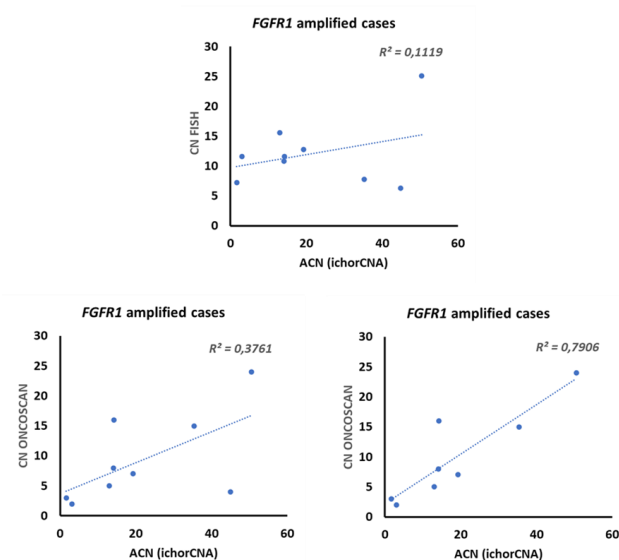 FGFR1 amplified cases
R² = 0,1119
CN FISH
30
25
20
15
10
5
0
0 20 40 60
ACN (ichorCNA)
FGFR1 amplified cases
R² = 0,3761
CN ONCOSCAN
30
25
20
15
10
5
0
0 20 40 60
ACN (ichorCNA)
FGFR1 amplified cases
R² = 0,7906
CN ONCOSCAN
30
25
20
15
10
5
0
0 20 40 60
ACN (ichorCNA)